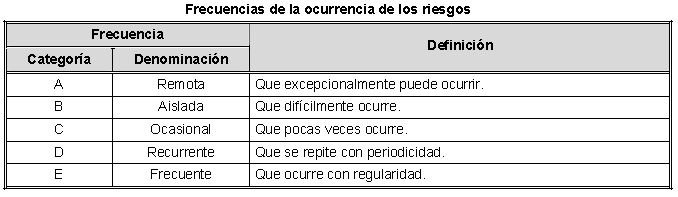 Frecuencias de la ocurrencia de los riesgos
Frecuencia Definición
Categoría Denominación
A Remota Que excepcionalmente puede ocurrir.
B Aislada Que difícilmente ocurre.
C Ocasional Que pocas veces ocurre.
D Recurrente Que se repite con periodicidad.
E Frecuente Que ocurre con regularidad.